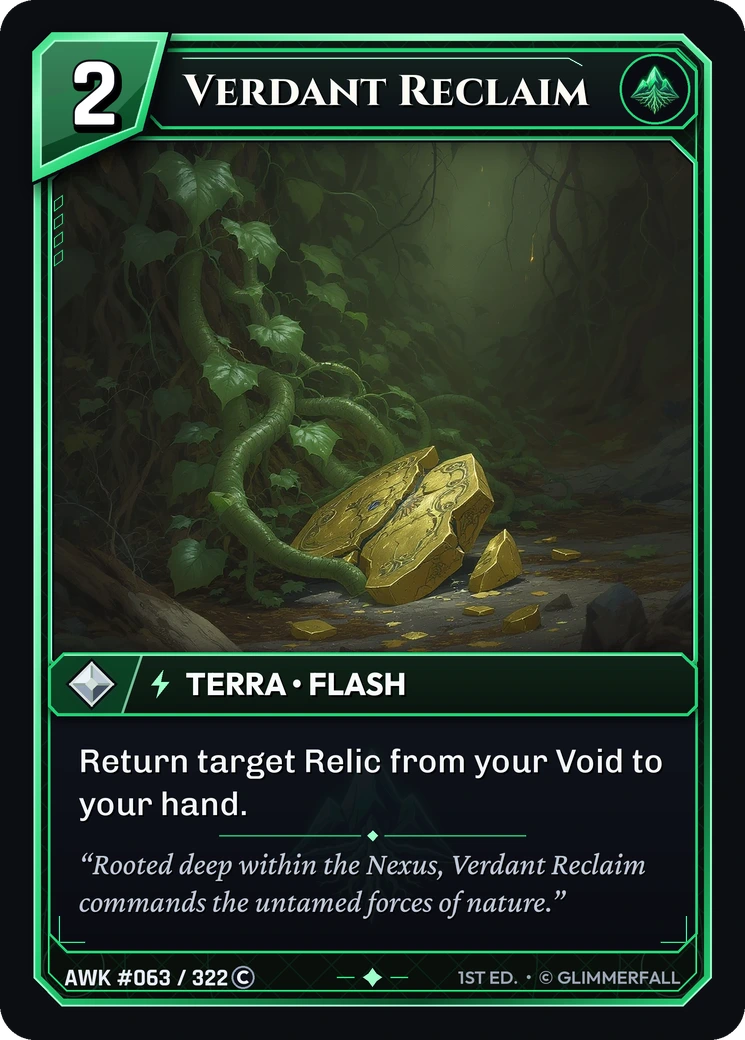 2
VERDANT RECLAIM
TERRA • FLASH
Return target Relic from your Void to
your hand.
“Rooted deep within the Nexus, Verdant Reclaim
commands the untamed forces of nature.”
AWK #063 / 322 Ⓒ
1ST ED. • © GLIMMERFALL